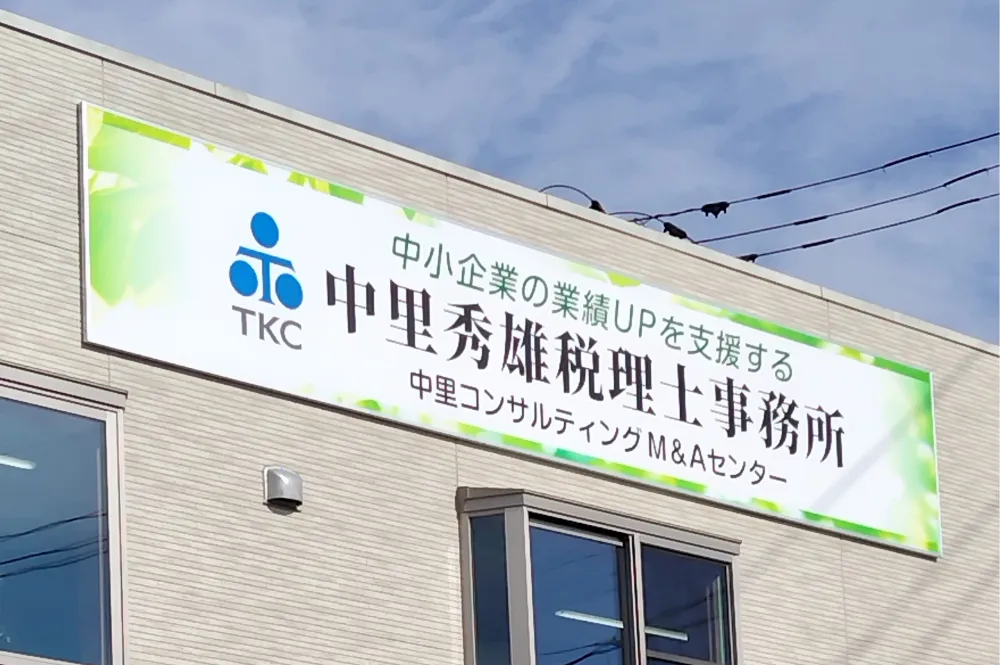 TKC
中小企業の業績UPを支援する
中里秀雄税理士事務所
中里コンサルティングM&Aセンター